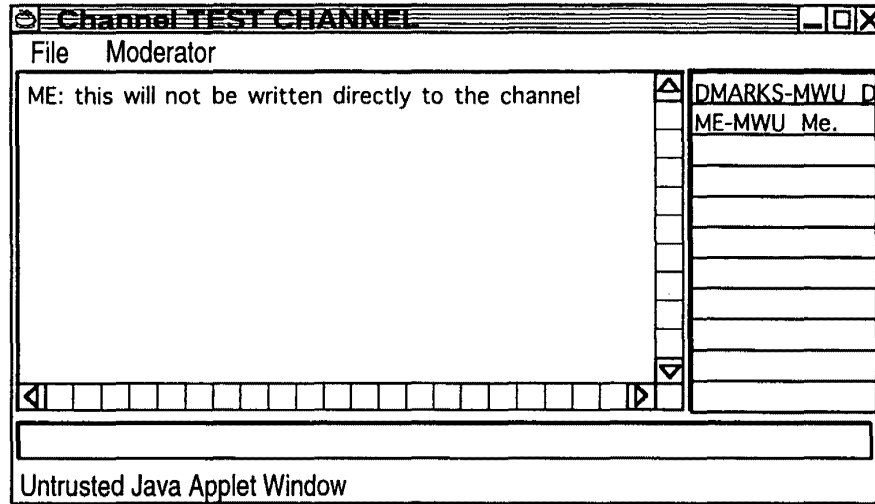 Channel TEST CHANNEL
File Moderator
ME: this will not be written directly to the channel
DMARKS-MWU D
ME-MWU Me.
Untrusted Java Applet Window